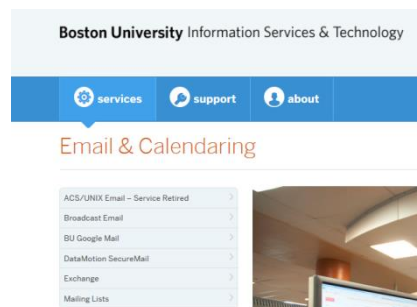 Boston University Information Services & Technology
services support about
Email & Calendaring
ACS/UNIX Email – Service Retired
Broadcast Email
BU Google Mail
DataMotion SecureMail
Exchange
Mailing Lists